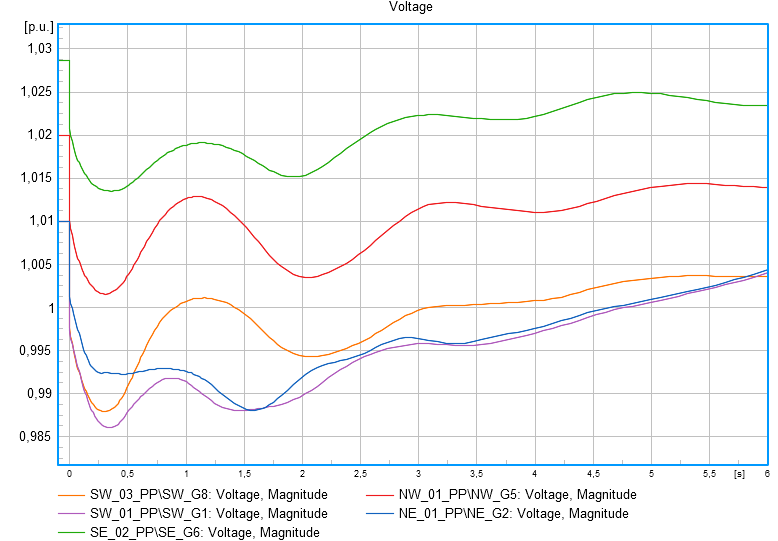 Voltage
[p.u.]
1,03
1,025
1,02
1,015
1,01
1,005
1
0,995
0,99
0,985
0 0,5 1 1,5 2 2,5 3 3,5 4 4,5 5 5,5 [s] 6
SW_03_PP\SW_G8: Voltage, Magnitude NW_01_PP\NW_G5: Voltage, Magnitude
SW_01_PP\SW_G1: Voltage, Magnitude NE_01_PP\NE_G2: Voltage, Magnitude
SE_02_PP\SE_G6: Voltage, Magnitude